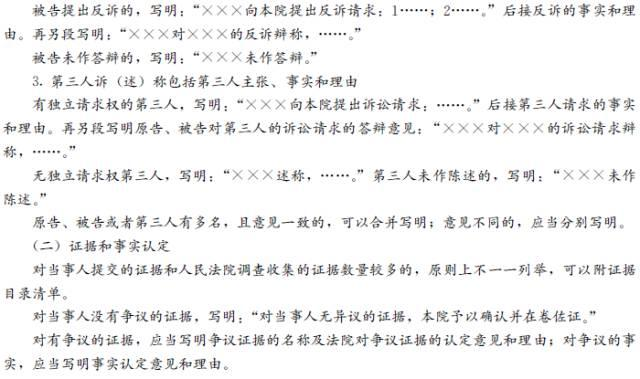 被告提出反诉的，写明：“×××向本院提出反诉请求：1……；2……。”后接反诉的事实和理
由。再另段写明：“×××对×××的反诉辩称，……。”
被告未作答辩的，写明：“×××未作答辩。”
3. 第三人诉（述）称包括第三人主张、事实和理由
有独立请求权的第三人，写明：“×××向本院提出诉讼请求：……。”后接第三人请求的事实
和理由。再另段写明原告、被告对第三人的诉讼请求的答辩意见：“×××对×××的诉讼请求辩
称，……。”
无独立请求权第三人，写明：“×××述称，……。”第三人未作陈述的，写明：“×××未作
陈述。”
原告、被告或者第三人有多名，且意见一致的，可以合并写明；意见不同的，应当分别写明。
（二）证据和事实认定
对当事人提交的证据和人民法院调查收集的证据数量较多的，原则上不一一列举，可以附证据
目录清单。
对当事人没有争议的证据，写明：“对当事人无异议的证据，本院予以确认并在卷佐证。”
对有争议的证据，应当写明争议证据的名称及法院对争议证据的认定意见和理由；对争议的事
实，应当写明事实认定意见和理由。